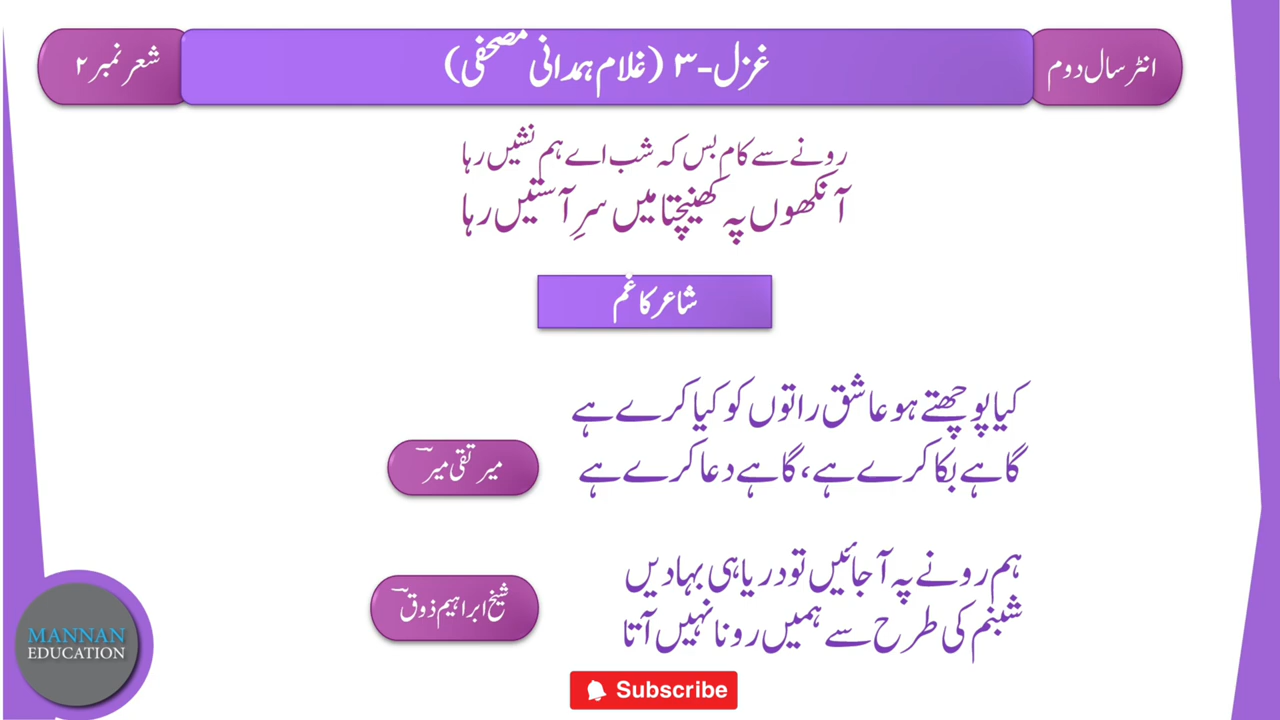 انٹر سال دوم
غزل-۳ (غلام ہمدانی مصحفی)
شعر نمبر ۲
رونے سے کام بس کہ شب اے ہم نشیں رہا
آنکھوں پہ کھینچتا میں سرِ آستیں رہا
شاعر کا غم
کیا پوچھتے ہو عاشق راتوں کو کیا کرے ہے
گاہے بکا کرے ہے، گاہے دعا کرے ہے
میر تقی میرؔ
ہم رونے پہ آ جائیں تو دریا ہی بہا دیں
شبنم کی طرح سے ہمیں رونا نہیں آتا
شیخ ابراہیم ذوقؔ
MANNAN
EDUCATION
Subscribe